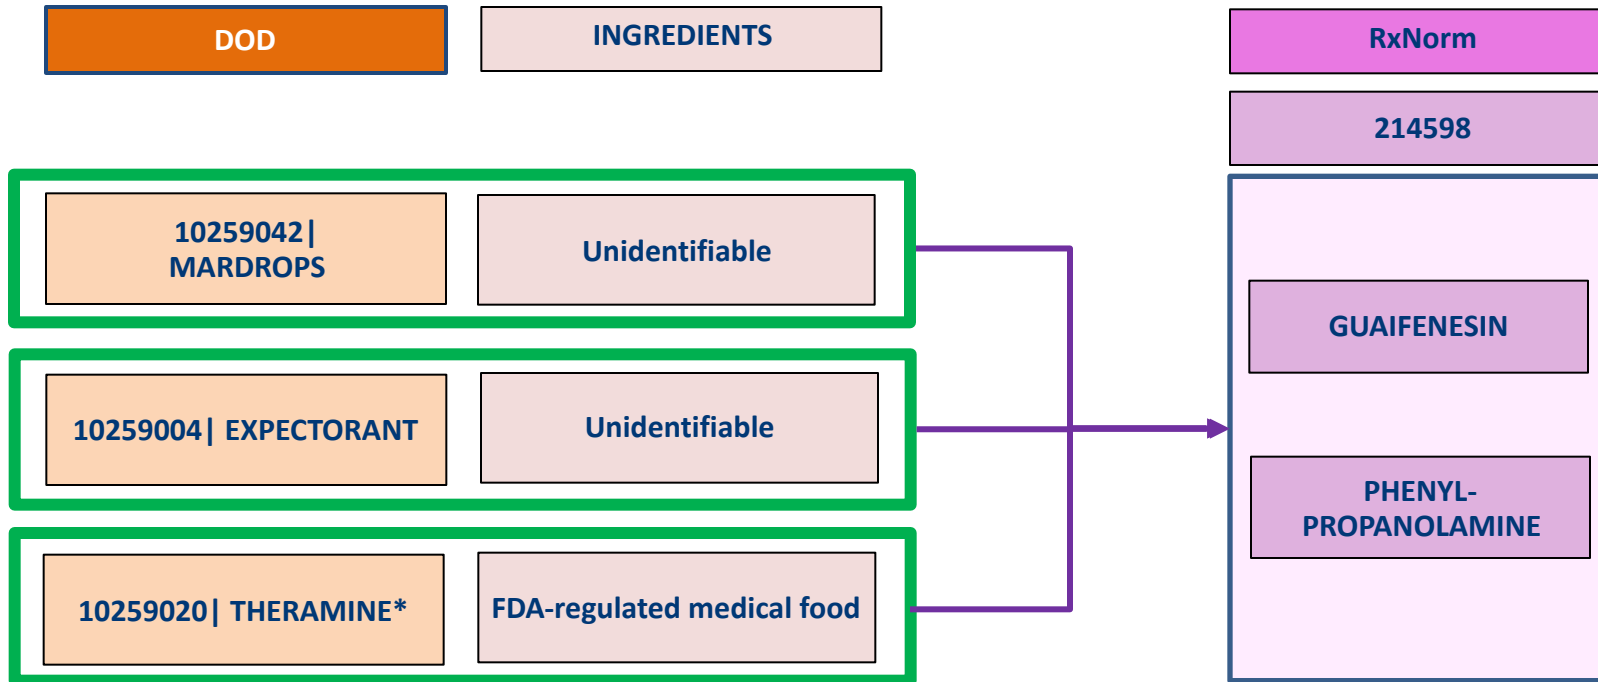 DOD
INGREDIENTS
RxNorm
214598
10259042|
MARDROPS
Unidentifiable
10259004| EXPECTORANT
Unidentifiable
10259020| THERAMINE*
FDA-regulated medical food
GUAIFENESIN
PHENYL-
PROPANOLAMINE